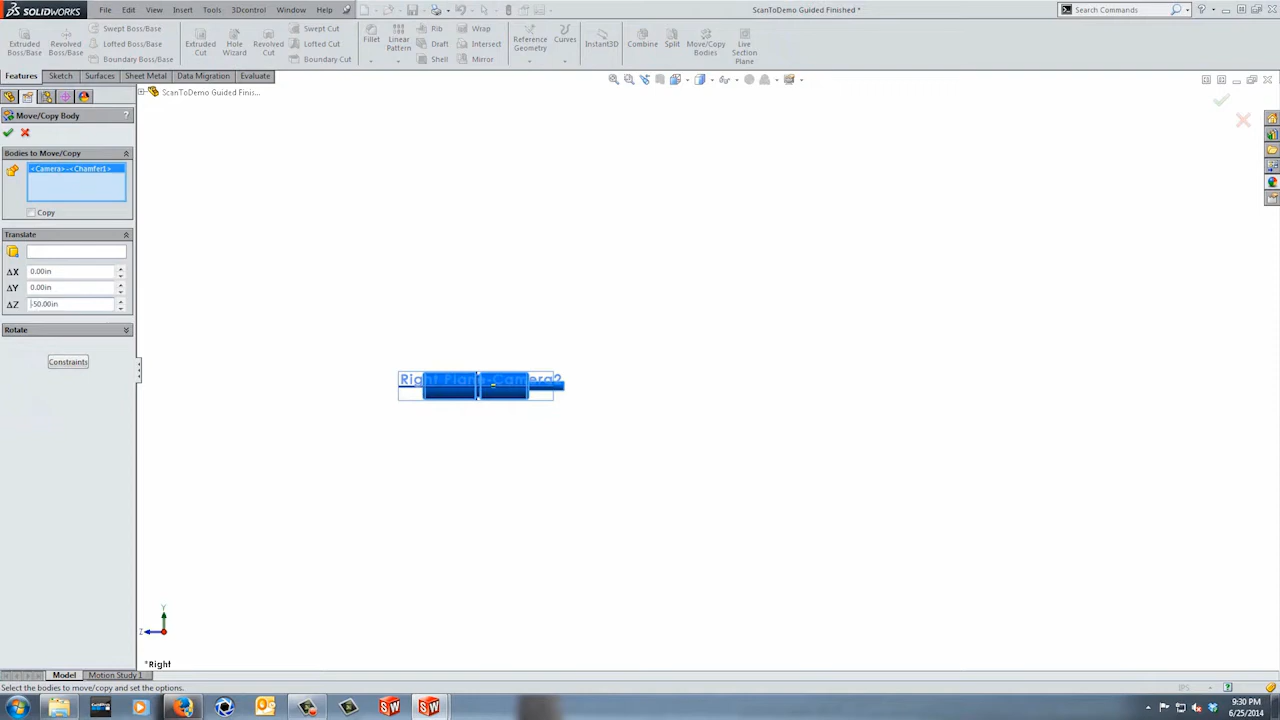 SOLIDWORKS File Edit View Insert Tools 3Dcontrol Window Help ScanToDemo Guided Finished * Search Commands
Extruded Boss/Base
Revolved Boss/Base
Swept Boss/Base
Lofted Boss/Base
Boundary Boss/Base
Extruded Cut
Hole Wizard
Revolved Cut
Swept Cut
Lofted Cut
Boundary Cut
Fillet
Linear Pattern
Rib
Draft
Shell
Wrap
Intersect
Mirror
Reference Geometry
Curves
Instant3D
Combine
Split
Move/Copy Bodies
Live Section Plane
Features Sketch Surfaces Sheet Metal Data Migration Evaluate
ScanToDemo Guided Finis...
Move/Copy Body ?
Bodies to Move/Copy
<Camera>-<Chamfer1>
Copy
Translate
ΔX 0.00in
ΔY 0.00in
ΔZ -50.00in
Rotate
Constraints
Right Plane-Camera2
Y
Z
*Right
Model Motion Study 1
Select the bodies to move/copy and set the options. IPS
9:30 PM
6/25/2014